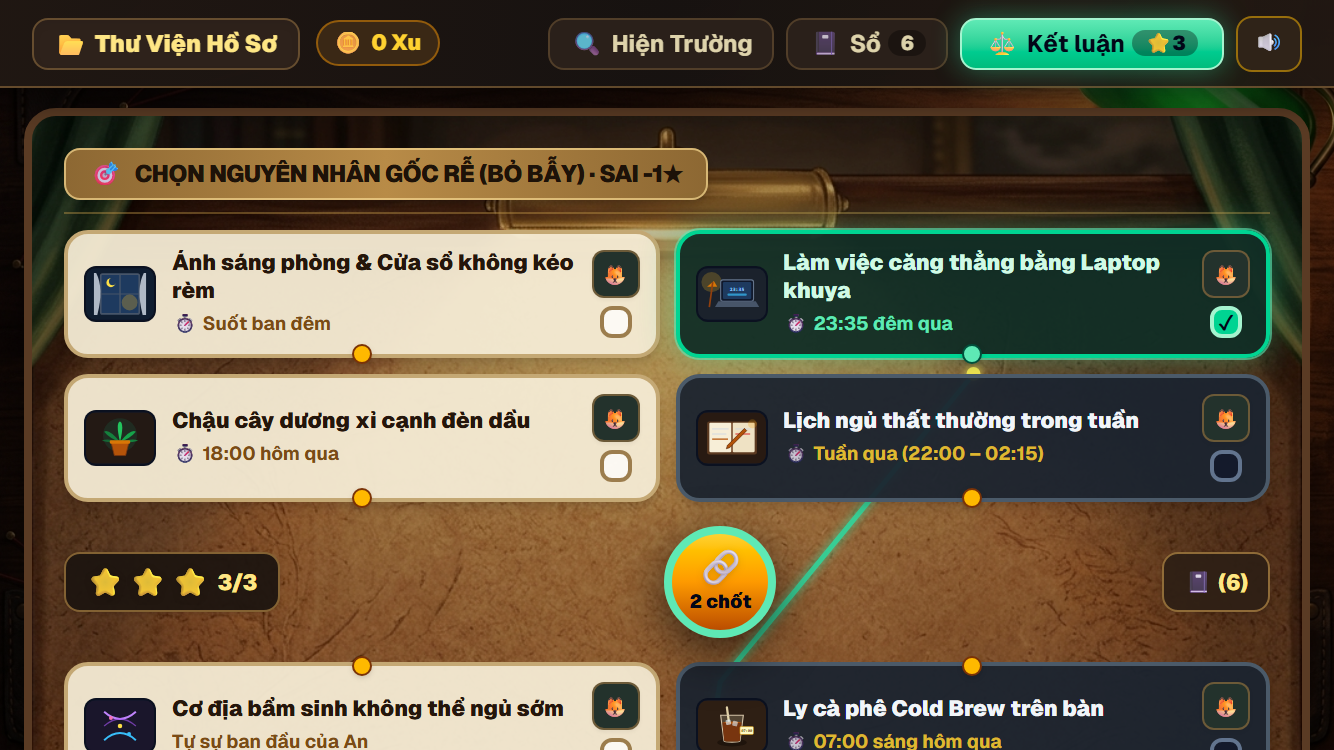 Thư Viện Hồ Sơ
0 Xu
Hiện Trường
Sổ 6
Kết luận 3
CHỌN NGUYÊN NHÂN GỐC RỄ (BỎ BẪY) · SAI -1★
Ánh sáng phòng & Cửa sổ không kéo
rèm
Suốt ban đêm
Làm việc căng thẳng bằng Laptop
khuya
23:35 đêm qua
Chậu cây dương xỉ cạnh đèn dầu
18:00 hôm qua
Lịch ngủ thất thường trong tuần
Tuần qua (22:00 – 02:15)
3/3
2 chốt
(6)
Cơ địa bẩm sinh không thể ngủ sớm
Tự sự ban đầu của An
Ly cà phê Cold Brew trên bàn
07:00 sáng hôm qua